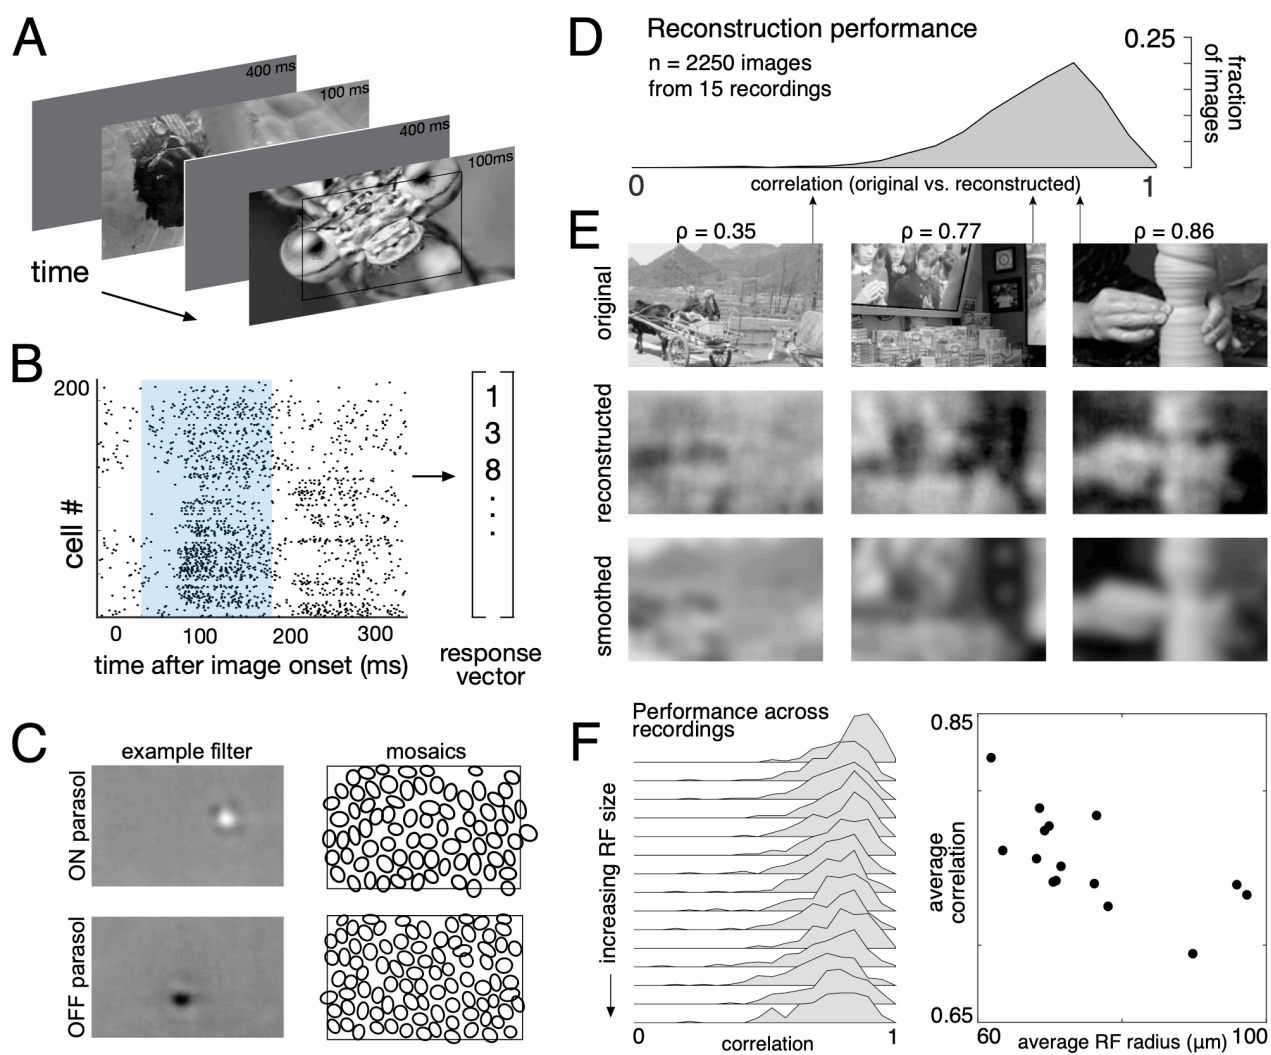 A
400 ms
100 ms
400 ms
100ms
time
B
200
cell #
0 100 200 300
time after image onset (ms)
1
3
8
response
vector
C
example filter
mosaics
ON parasol
OFF parasol
D
Reconstruction performance
n = 2250 images
from 15 recordings
0.25
fraction
of images
0
correlation (original vs. reconstructed)
1
E
ρ = 0.35
ρ = 0.77
ρ = 0.86
original
reconstructed
smoothed
F
Performance across
recordings
increasing RF size
0
correlation
1
0.85
average
correlation
0.65
60
average RF radius (μm)
100